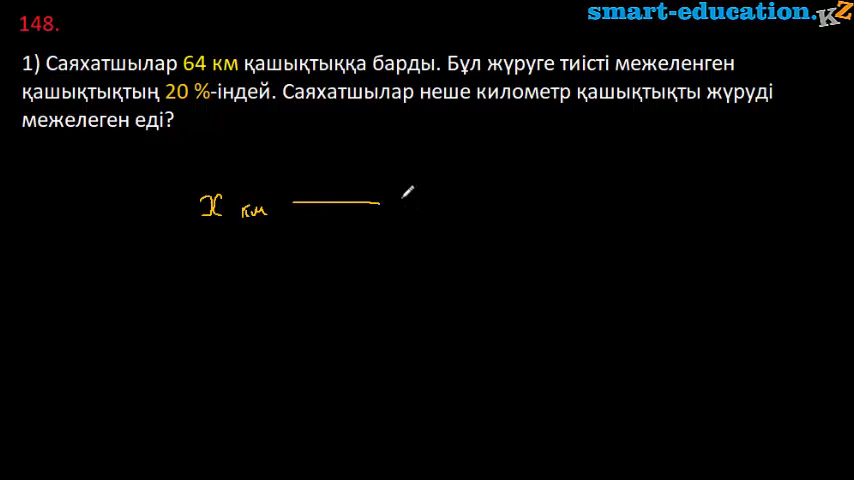 148.
smart-education.KZ
1) Саяхатшылар 64 км қашықтыққа барды. Бұл жүруге тиісті межеленген
қашықтықтың 20 %-індей. Саяхатшылар неше километр қашықтықты жүруді
межелеген еді?
x км —